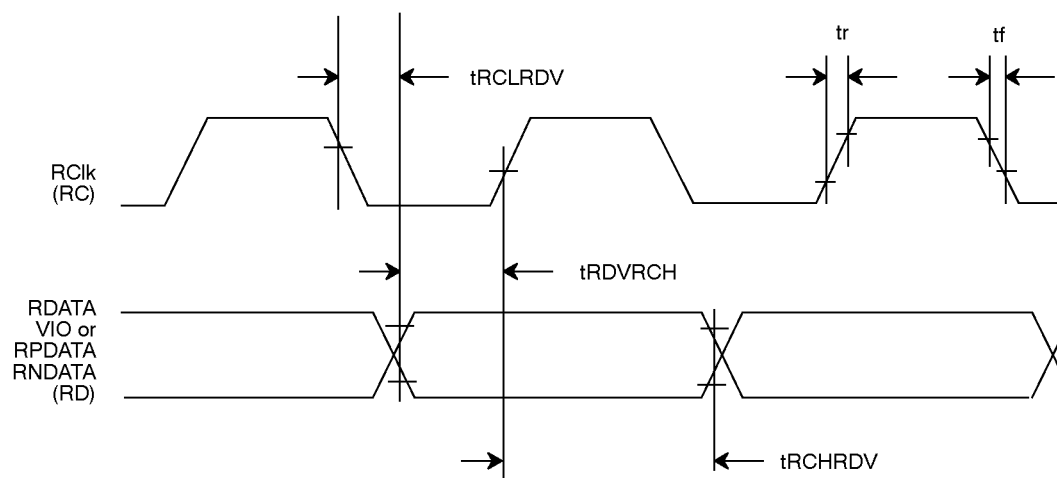 tr
tf
tRCLRDV
RClk
(RC)
tRDVRCH
RDATA
VIO or
RPDATA
RNDATA
(RD)
tRCHRDV